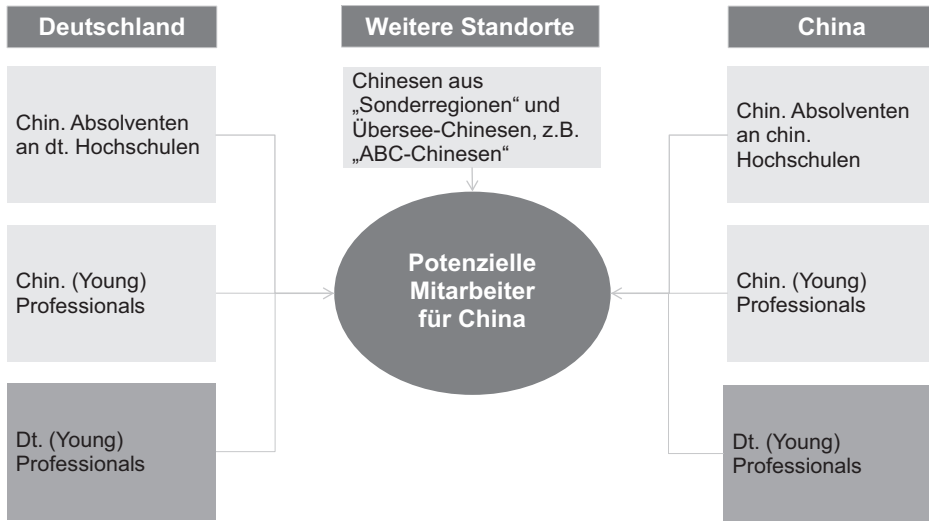 Deutschland
Weitere Standorte
China
Chin. Absolventen
an dt. Hochschulen
Chinesen aus
„Sonderregionen“ und
Übersee-Chinesen, z.B.
„ABC-Chinesen“
Chin. Absolventen
an chin.
Hochschulen
Chin. (Young)
Professionals
Potenzielle
Mitarbeiter
für China
Chin. (Young)
Professionals
Dt. (Young)
Professionals
Dt. (Young)
Professionals